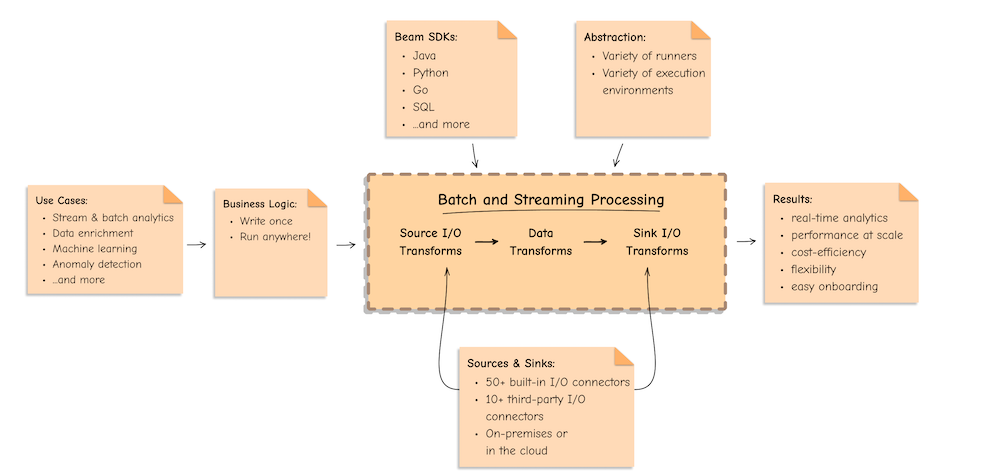 Beam SDKs:
• Java
• Python
• Go
• SQL
• ...and more
Abstraction:
• Variety of runners
• Variety of execution
environments
Use Cases:
• Stream & batch analytics
• Data enrichment
• Machine learning
• Anomaly detection
• ...and more
Business Logic:
• Write once
• Run anywhere!
Batch and Streaming Processing
Source I/O
Transforms
Data
Transforms
Sink I/O
Transforms
Results:
• real-time analytics
• performance at scale
• cost-efficiency
• flexibility
• easy onboarding
Sources & Sinks:
• 50+ built-in I/O connectors
• 10+ third-party I/O
connectors
• On-premises or
in the cloud